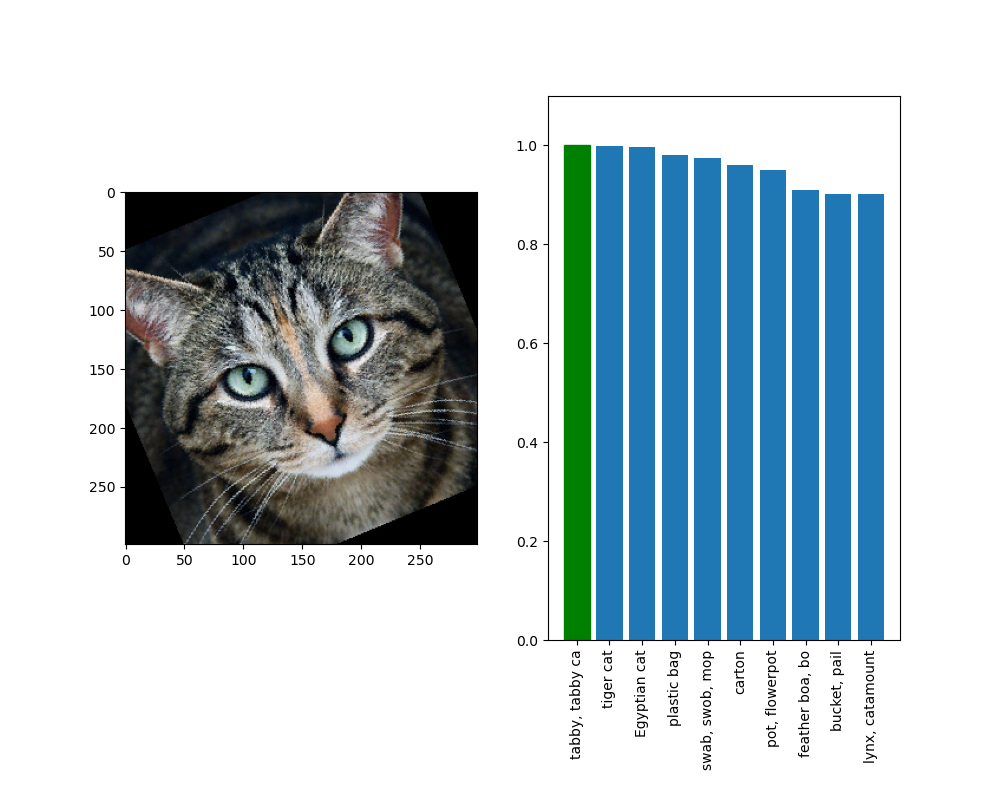 0
50
100
150
200
250
0 50 100 150 200 250
1.0
0.8
0.6
0.4
0.2
0.0
tabby, tabby ca
tiger cat
Egyptian cat
plastic bag
swab, swob, mop
carton
pot, flowerpot
feather boa, bo
bucket, pail
lynx, catamount